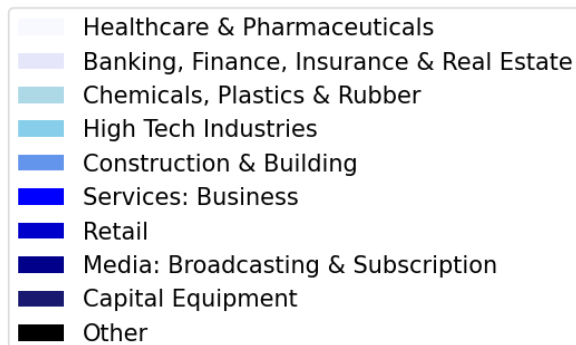 Healthcare & Pharmaceuticals
Banking, Finance, Insurance & Real Estate
Chemicals, Plastics & Rubber
High Tech Industries
Construction & Building
Services: Business
Retail
Media: Broadcasting & Subscription
Capital Equipment
Other